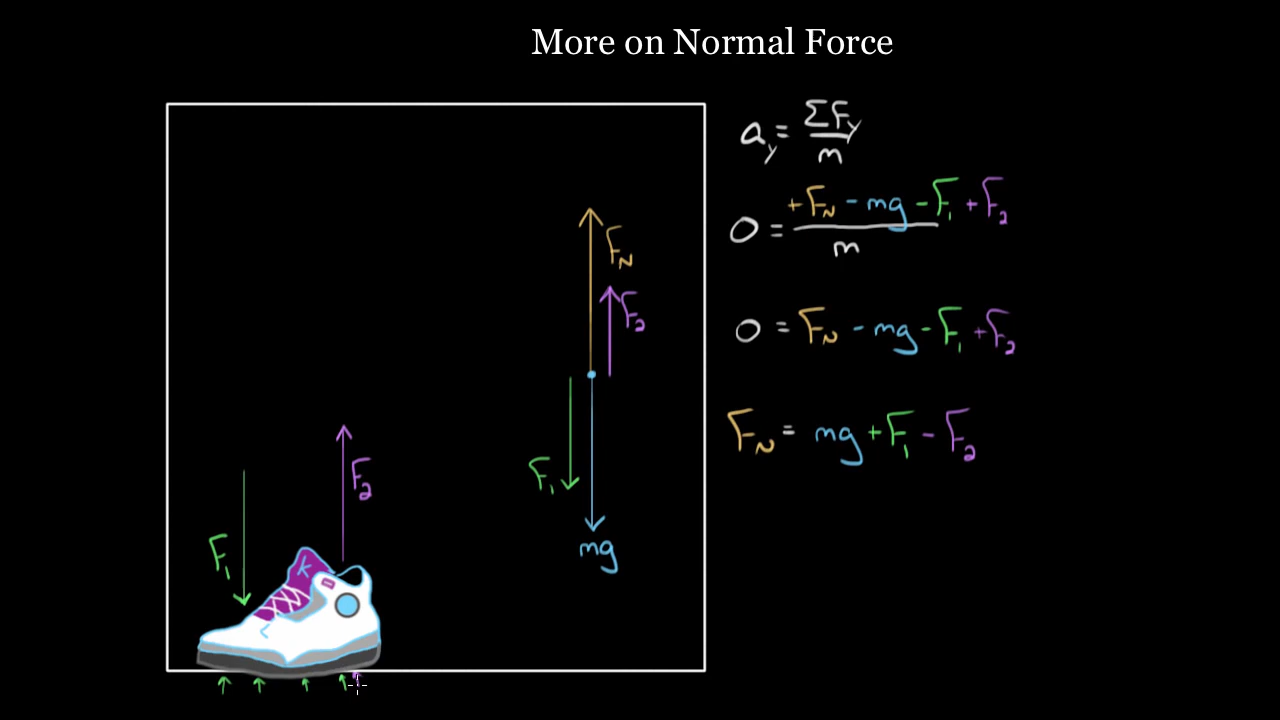 More on Normal Force
a_y = ΣF_y / m
0 = +F_N - mg - F_1 + F_2 / m
0 = F_N - mg - F_1 + F_2
F_N = mg + F_1 - F_2
F_N
F_2
F_1
mg
F_2
F_1
K
L